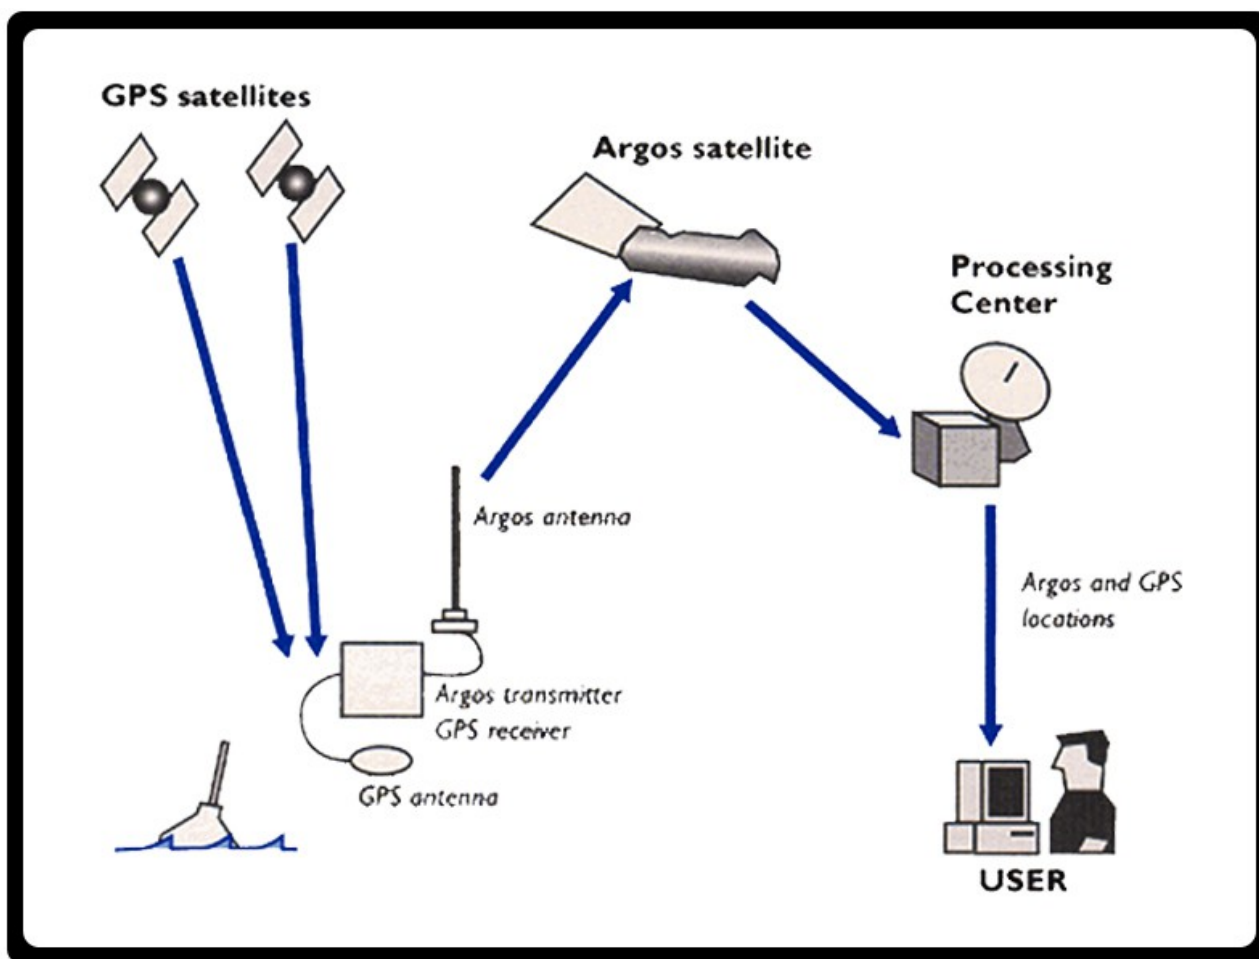 GPS satellites
Argos satellite
Processing
Center
Argos antenna
Argos and GPS
locations
Argos transmitter
GPS receiver
GPS antenna
USER